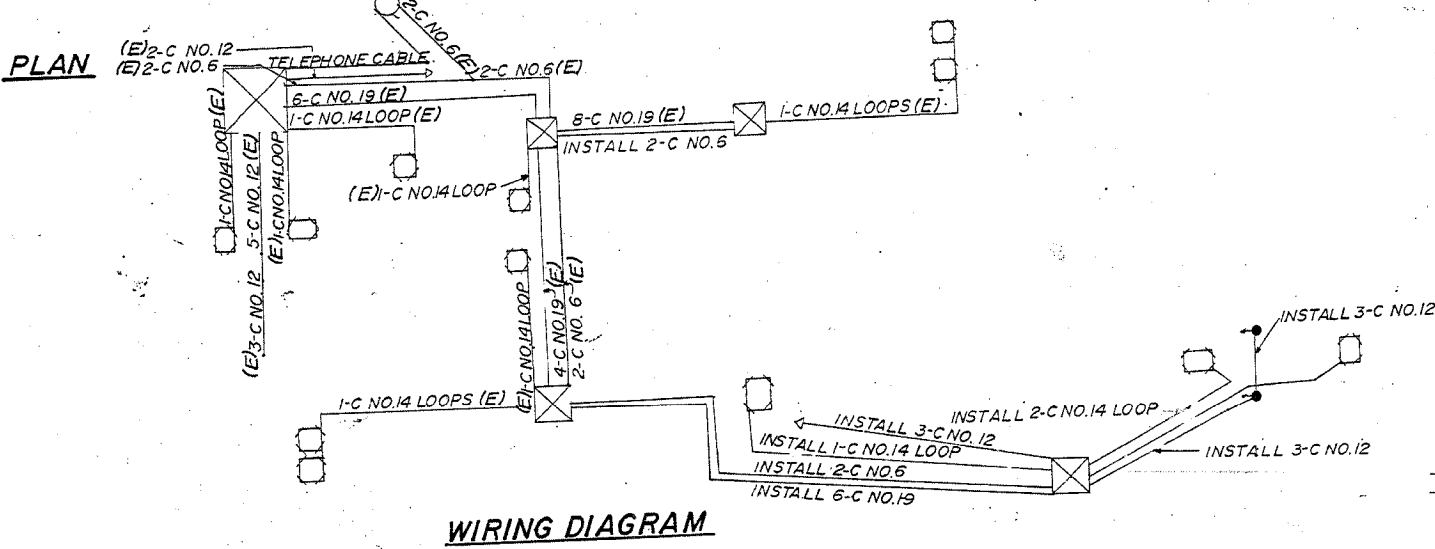 2-C NO.6(E)
PLAN
(E)2-C NO.12
(E)2-C NO.6
TELEPHONE CABLE
2-C NO.6(E)
6-C NO.19(E)
1-C NO.14 LOOP(E)
1-C NO.14 LOOP(E)
5-C NO.12(E)
(E)3-C NO.12
(E)1-C NO.14 LOOP
8-C NO.19(E)
INSTALL 2-C NO.6
1-C NO.14 LOOPS(E)
(E)1-C NO.14 LOOP
(E)1-C NO.14 LOOP
4-C NO.19(E)
2-C NO.6(E)
1-C NO.14 LOOPS(E)
INSTALL 3-C NO.12
INSTALL 2-C NO.14 LOOP
INSTALL 3-C NO.12
INSTALL 1-C NO.14 LOOP
INSTALL 3-C NO.12
INSTALL 2-C NO.6
INSTALL 6-C NO.19
WIRING DIAGRAM